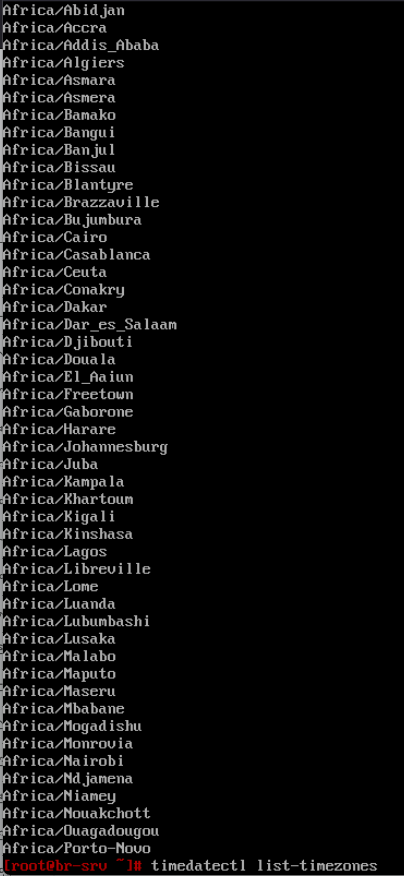 Africa/Abidjan
Africa/Accra
Africa/Addis_Ababa
Africa/Algiers
Africa/Asmara
Africa/Asmera
Africa/Bamako
Africa/Bangui
Africa/Banjul
Africa/Bissau
Africa/Blantyre
Africa/Brazzaville
Africa/Bujumbura
Africa/Cairo
Africa/Casablanca
Africa/Ceuta
Africa/Conakry
Africa/Dakar
Africa/Dar_es_Salaam
Africa/Djibouti
Africa/Douala
Africa/El_Aaiun
Africa/Freetown
Africa/Gaborone
Africa/Harare
Africa/Johannesburg
Africa/Juba
Africa/Kampala
Africa/Khartoum
Africa/Kigali
Africa/Kinshasa
Africa/Lagos
Africa/Libreville
Africa/Lome
Africa/Luanda
Africa/Lubumbashi
Africa/Lusaka
Africa/Malabo
Africa/Maputo
Africa/Maseru
Africa/Mbabane
Africa/Mogadishu
Africa/Monrovia
Africa/Nairobi
Africa/Ndjamena
Africa/Niamey
Africa/Nouakchott
Africa/Ouagadougou
Africa/Porto-Novo
[root@br-srv ~]# timedatectl list-timezones